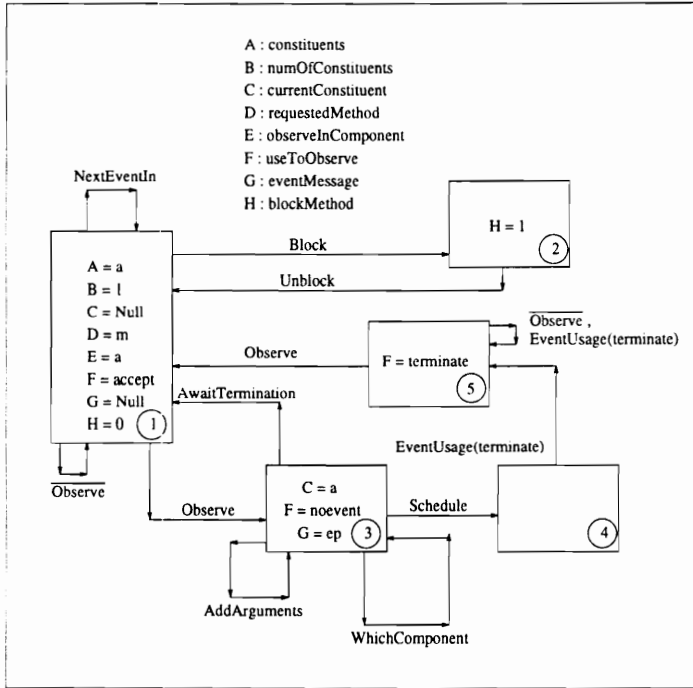 A : constituents
B : numOfConstituents
C : currentConstituent
D : requestedMethod
E : observeInComponent
F : useToObserve
G : eventMessage
H : blockMethod
NextEventIn
H = 1
2
Block
Unblock
A = a
B = 1
C = Null
D = m
E = a
F = accept
G = Null
H = 0
1
Observe ,
EventUsage(terminate)
Observe
F = terminate
5
AwaitTermination
EventUsage(terminate)
Observe
Observe
C = a
F = noevent
G = ep
3
Schedule
4
AddArguments
WhichComponent